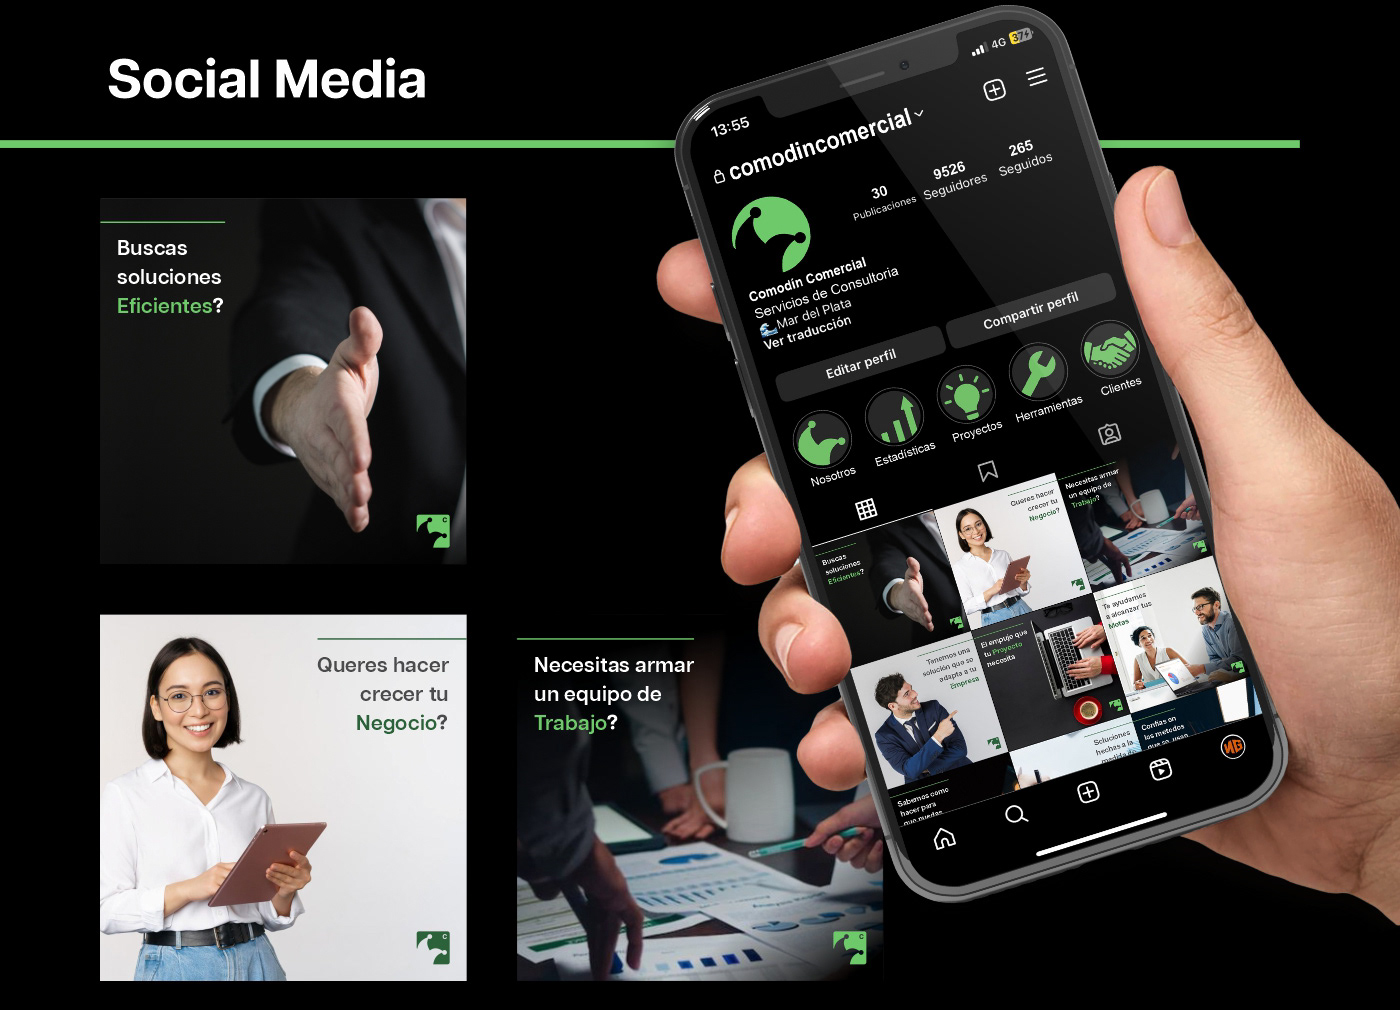 Social Media
Buscas
soluciones
Eficientes?
C
Queres hacer
crecer tu
Negocio?
C
Necesitas armar
un equipo de
Trabajo?
C
13:55
4G
37
comodincomercial
30
Publicaciones
9526
Seguidores
265
Seguidos
Comodín Comercial
Servicios de Consultoria
Mar del Plata
Ver traducción
Editar perfil
Compartir perfil
Nosotros
Estadísticas
Proyectos
Herramientas
Clientes
Buscas
soluciones
Eficientes?
Queres hacer
crecer tu
Negocio?
Necesitas armar
un equipo de
Trabajo?
Tenemos una
solución que se
adapta a tu
Empresa
El empuje que
tu Proyecto
necesita
Te ayudamos
a alcanzar tus
Metas
Sabemos como
hacer para
que puedas
Soluciones
hechas a la
medida de
Confias en
los metodos
que se usan